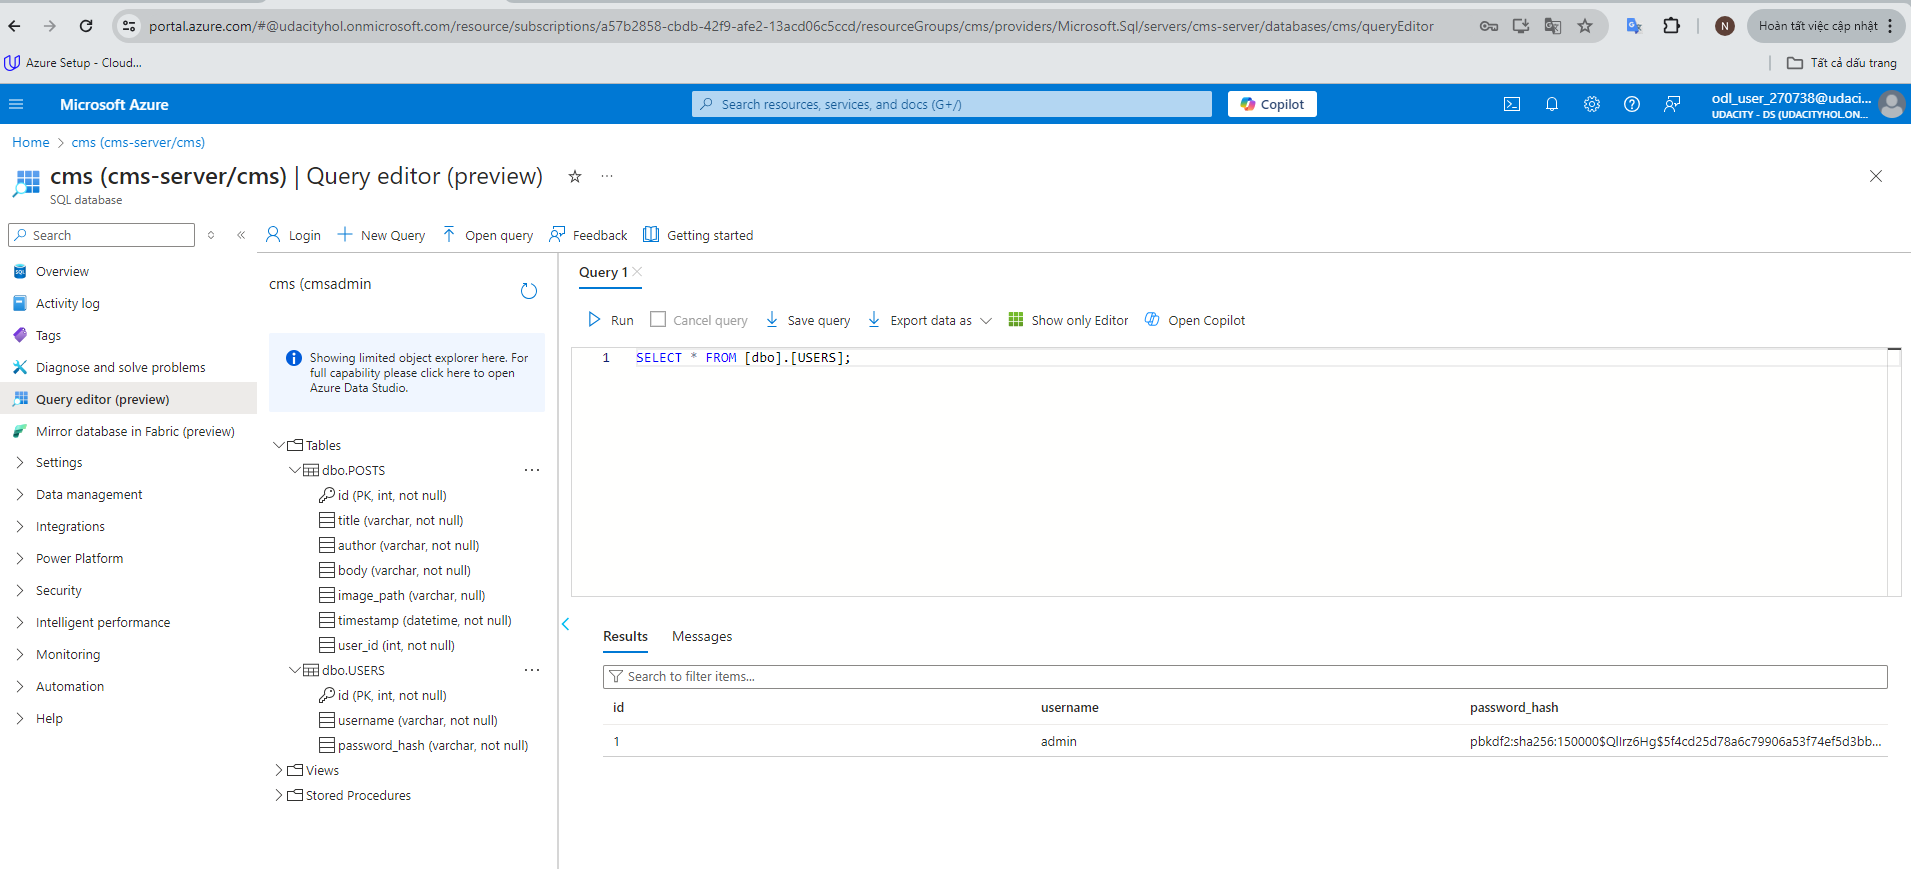 portal.azure.com/#@udacityhol.onmicrosoft.com/resource/subscriptions/a57b2858-cbdb-42f9-afe2-13acd06c5ccd/resourceGroups/cms/providers/Microsoft.Sql/servers/cms-server/databases/cms/queryEditor
N
Hoàn tất việc cập nhật
Azure Setup - Cloud...
Tất cả dấu trang
Microsoft Azure
Search resources, services, and docs (G+/)
Copilot
odl_user_270738@udaci...
UDACITY - DS (UDACITYHOL.ON...
Home > cms (cms-server/cms)
cms (cms-server/cms) | Query editor (preview)
SQL database
Search
Login
New Query
Open query
Feedback
Getting started
Overview
Activity log
Tags
Diagnose and solve problems
Query editor (preview)
Mirror database in Fabric (preview)
Settings
Data management
Integrations
Power Platform
Security
Intelligent performance
Monitoring
Automation
Help
cms (cmsadmin
Showing limited object explorer here. For
full capability please click here to open
Azure Data Studio.
Tables
dbo.POSTS
id (PK, int, not null)
title (varchar, not null)
author (varchar, not null)
body (varchar, not null)
image_path (varchar, null)
timestamp (datetime, not null)
user_id (int, not null)
dbo.USERS
id (PK, int, not null)
username (varchar, not null)
password_hash (varchar, not null)
Views
Stored Procedures
Query 1
Run
Cancel query
Save query
Export data as
Show only Editor
Open Copilot
1 SELECT * FROM [dbo].[USERS];
Results
Messages
Search to filter items...
id username password_hash
1 admin pbkdf2:sha256:150000$QlIrz6Hg$5f4cd25d78a6c79906a53f74ef5d3bb...